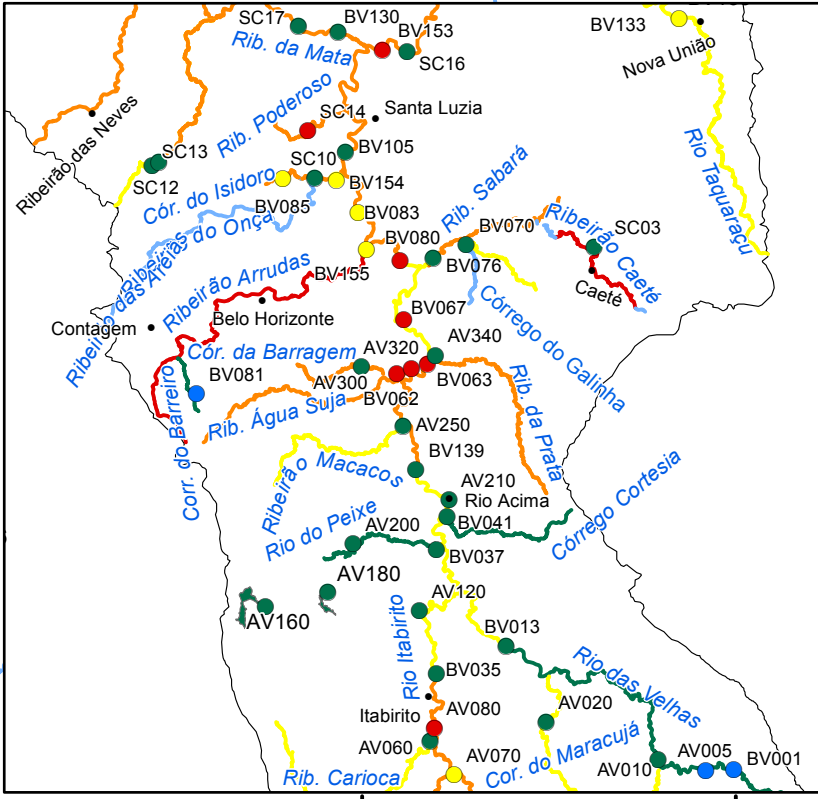 SC17
BV130
BV153
BV133
Rib. da Mata
SC16
Nova União
Ribeirão das Neves
Rib. Poderoso
SC14
Santa Luzia
Rio Taquaraçu
SC13
SC12
SC10
BV105
Cór. do Isidoro
BV154
Rib. Sabará
BV085
BV083
BV070
Ribeirão Caeté
SC03
Ribeirão do Onça
Ribeirão das Areias
BV080
BV076
BV155
Caeté
Ribeirão Arrudas
Belo Horizonte
Contagem
BV067
Córrego do Galinha
AV340
Cór. da Barragem
AV320
BV081
AV300
BV063
BV062
Corr. do Barreiro
Rib. Água Suja
Rib. da Prata
AV250
BV139
Ribeirão Macacos
AV210
Rio Acima
Córrego Cortesia
BV041
Rio do Peixe
AV200
BV037
AV180
AV160
AV120
Rio Itabirito
BV013
Rio das Velhas
BV035
Itabirito
AV080
AV020
AV060
Cor. do Maracujá
AV070
Rib. Carioca
AV010
AV005
BV001